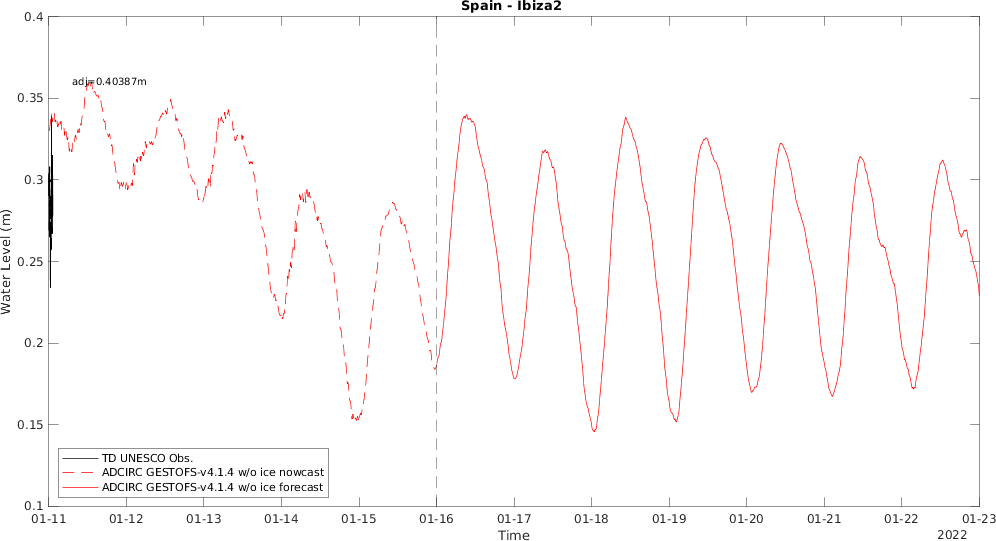 Spain - Ibiza2
0.4
0.35
0.3
0.25
0.2
0.15
0.1
Water Level (m)
adj=0.40387m
TD UNESCO Obs.
ADCIRC GESTOFS-v4.1.4 w/o ice nowcast
ADCIRC GESTOFS-v4.1.4 w/o ice forecast
01-11 01-12 01-13 01-14 01-15 01-16 01-17 01-18 01-19 01-20 01-21 01-22 01-23
Time
2022